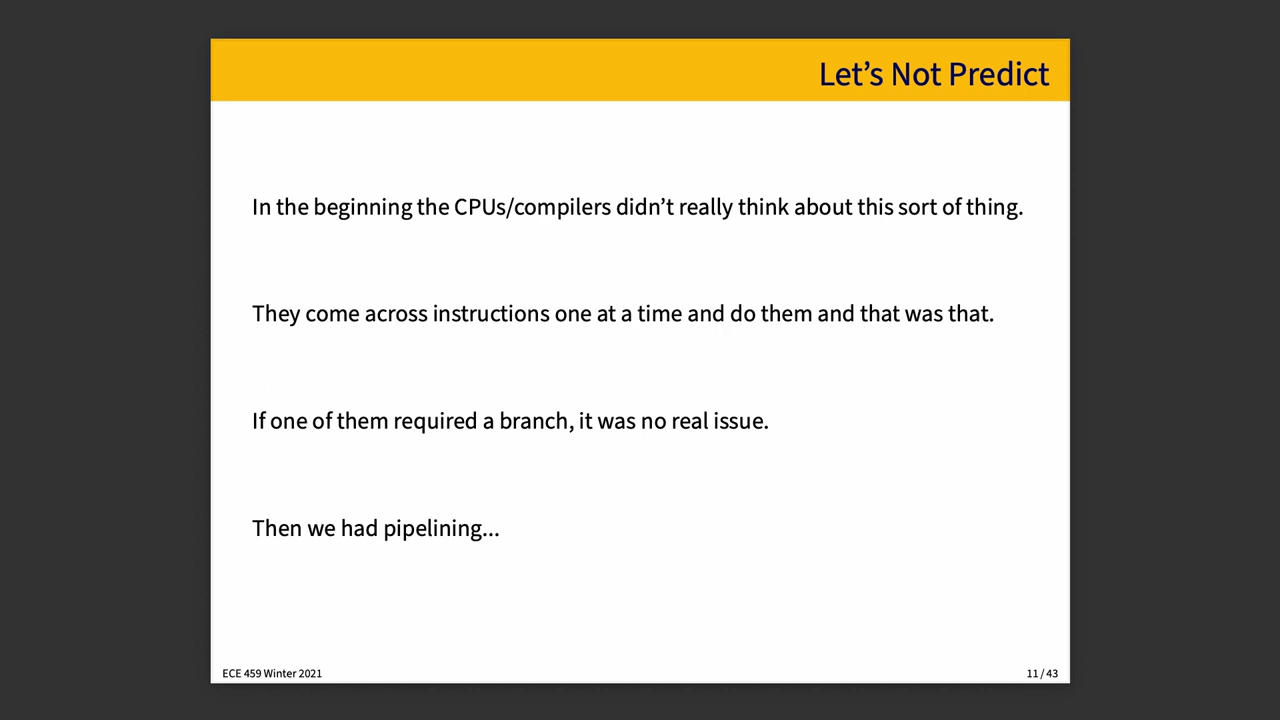 Let’s Not Predict
In the beginning the CPUs/compilers didn’t really think about this sort of thing.
They come across instructions one at a time and do them and that was that.
If one of them required a branch, it was no real issue.
Then we had pipelining...
ECE 459 Winter 2021
11 / 43